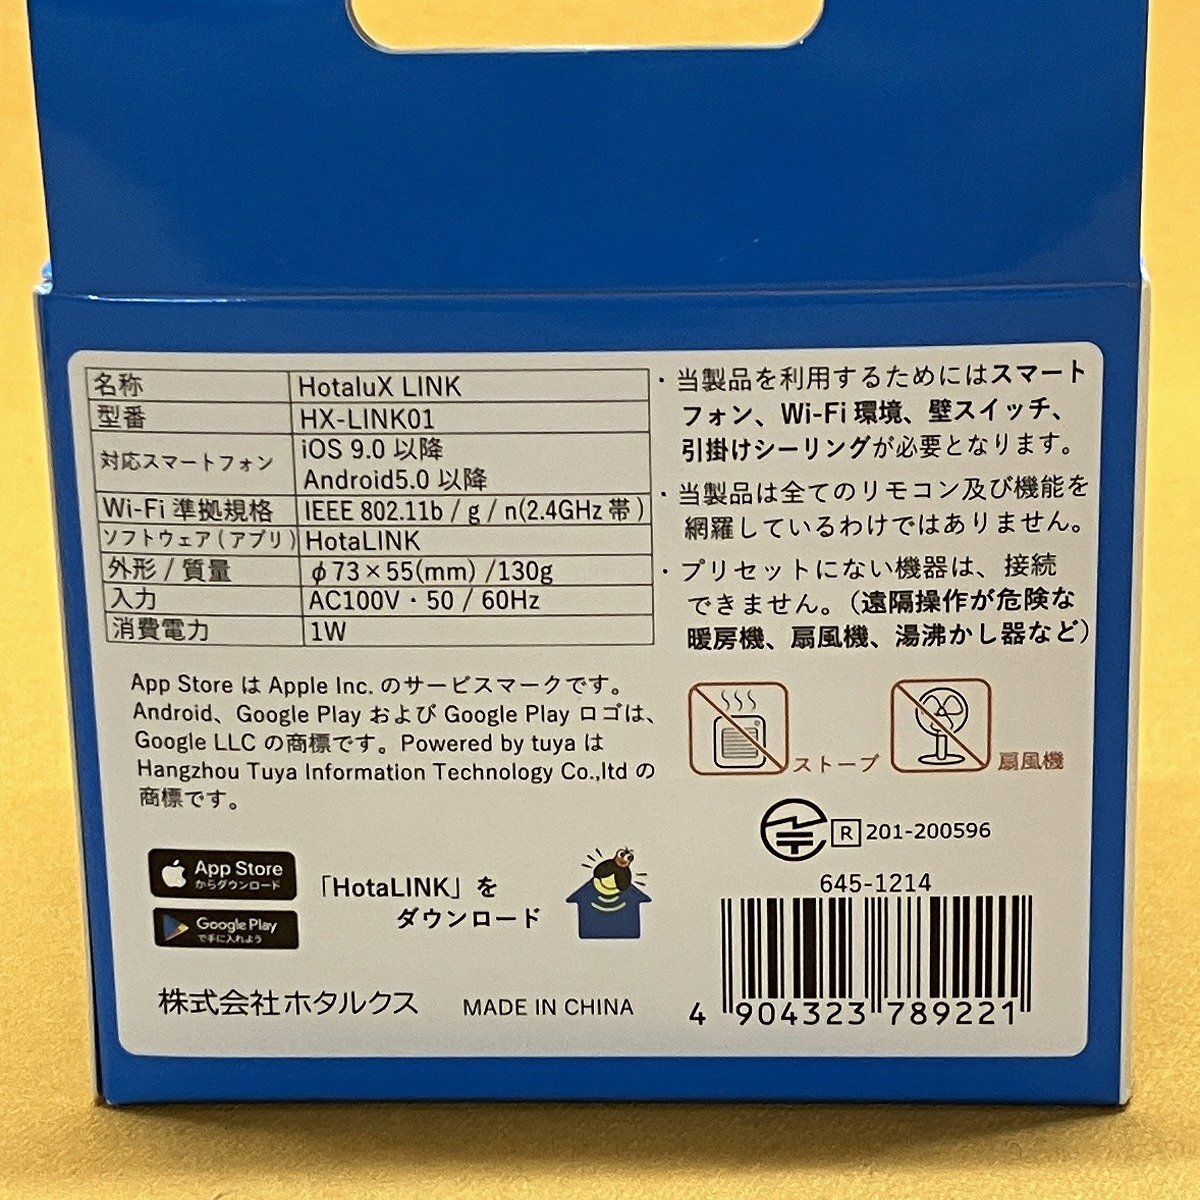 名称 HotaluX LINK
型番 HX-LINK01
対応スマートフォン iOS 9.0 以降
Android5.0 以降
Wi-Fi 準拠規格 IEEE 802.11b / g / n(2.4GHz 帯 )
ソフトウェア ( アプリ ) HotaLINK
外形 / 質量 φ73×55(mm) /130g
入力 AC100V・50 / 60Hz
消費電力 1W
・当製品を利用するためにはスマート
フォン、Wi-Fi 環境、壁スイッチ、
引掛けシーリングが必要となります。
・当製品は全てのリモコン及び機能を
網羅しているわけではありません。
・プリセットにない機器は、接続
できません。（遠隔操作が危険な
暖房機、扇風機、湯沸かし器など）
App Store は Apple Inc. のサービスマークです。
Android、Google Play および Google Play ロゴは、
Google LLC の商標です。Powered by tuya は
Hangzhou Tuya Information Technology Co.,ltd の
商標です。
ストーブ
扇風機
R 201-200596
App Store
からダウンロード
Google Play
で手に入れよう
「HotaLINK」を
ダウンロード
645-1214
4 904323 789221
株式会社ホタルクス
MADE IN CHINA